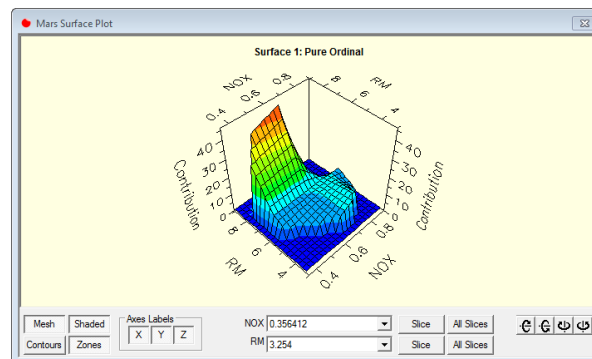 Mars Surface Plot
Surface 1: Pure Ordinal
NOX
RM
0.4 0.6 0.8
8 6 4
Contribution
40 30 20 10 0
Contribution
40 30 20 10 0
RM
8 6 4
NOX
0.4 0.6 0.8
Mesh Shaded
Contours Zones
Axes Labels
X Y Z
NOX 0.356412 Slice All Slices
RM 3.254 Slice All Slices